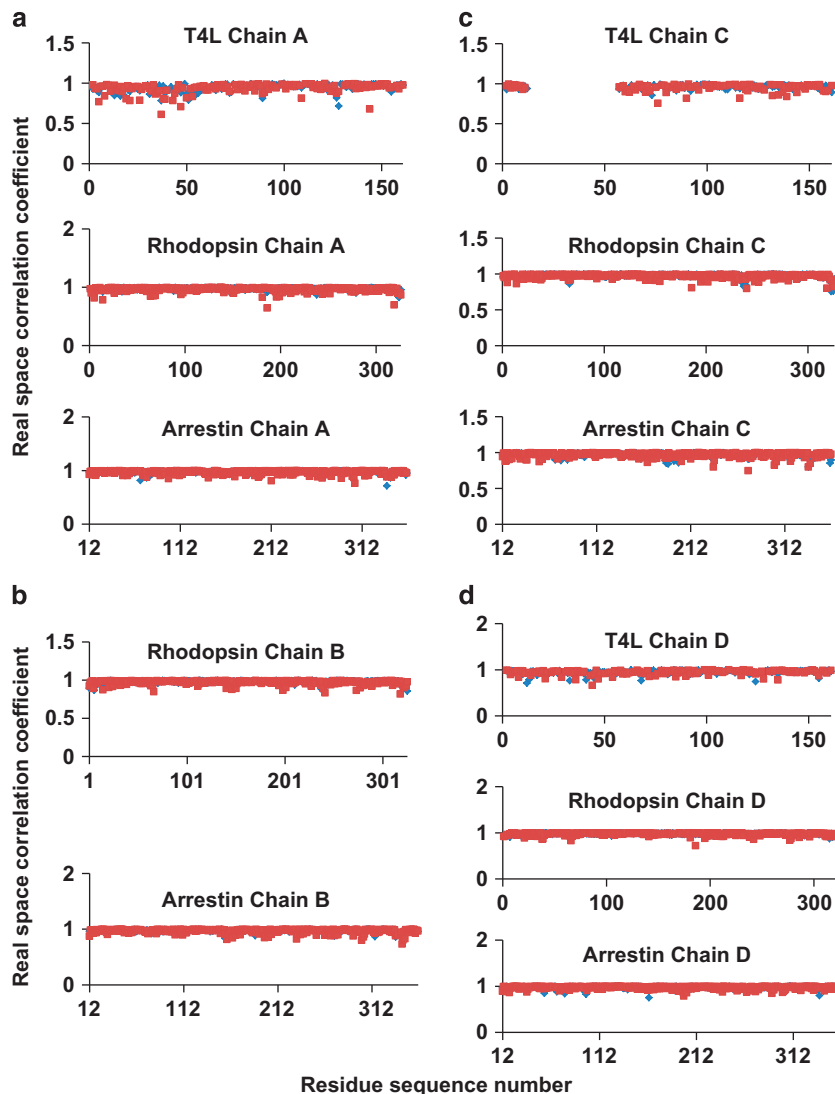 a
T4L Chain A
1.5
1
0.5
0
0 50 100 150
Rhodopsin Chain A
2
1
0
0 100 200 300
Arrestin Chain A
2
1
0
12 112 212 312
Real space correlation coefficient
b
Rhodopsin Chain B
1.5
1
0.5
0
1 101 201 301
Arrestin Chain B
2
1
0
12 112 212 312
Real space correlation coefficient
c
T4L Chain C
1.5
1
0.5
0
0 50 100 150
Rhodopsin Chain C
1.5
1
0.5
0
0 100 200 300
Arrestin Chain C
1.5
1
0.5
0
12 112 212 312
d
T4L Chain D
2
1
0
0 50 100 150
Rhodopsin Chain D
2
1
0
0 100 200 300
Arrestin Chain D
2
1
0
12 112 212 312
Residue sequence number